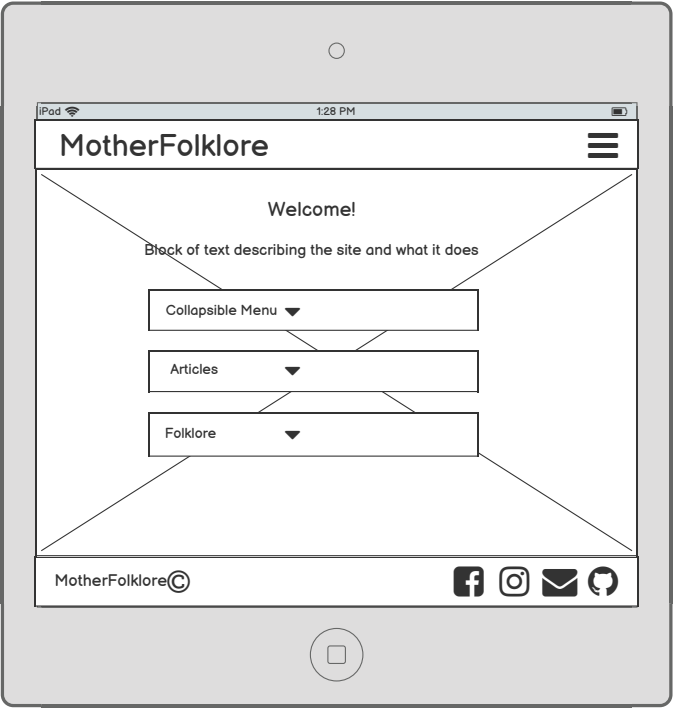 iPad 1:28 PM
MotherFolklore
Welcome!
Block of text describing the site and what it does
Collapsible Menu
Articles
Folklore
MotherFolklore©